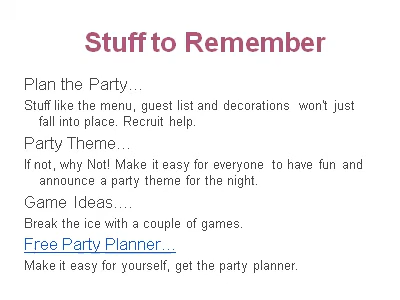 Stuff to Remember
Plan the Party...
Stuff like the menu, guest list and decorations won't just
fall into place. Recruit help.
Party Theme...
If not, why Not! Make it easy for everyone to have fun and
announce a party theme for the night.
Game Ideas....
Break the ice with a couple of games.
Free Party Planner...
Make it easy for yourself, get the party planner.